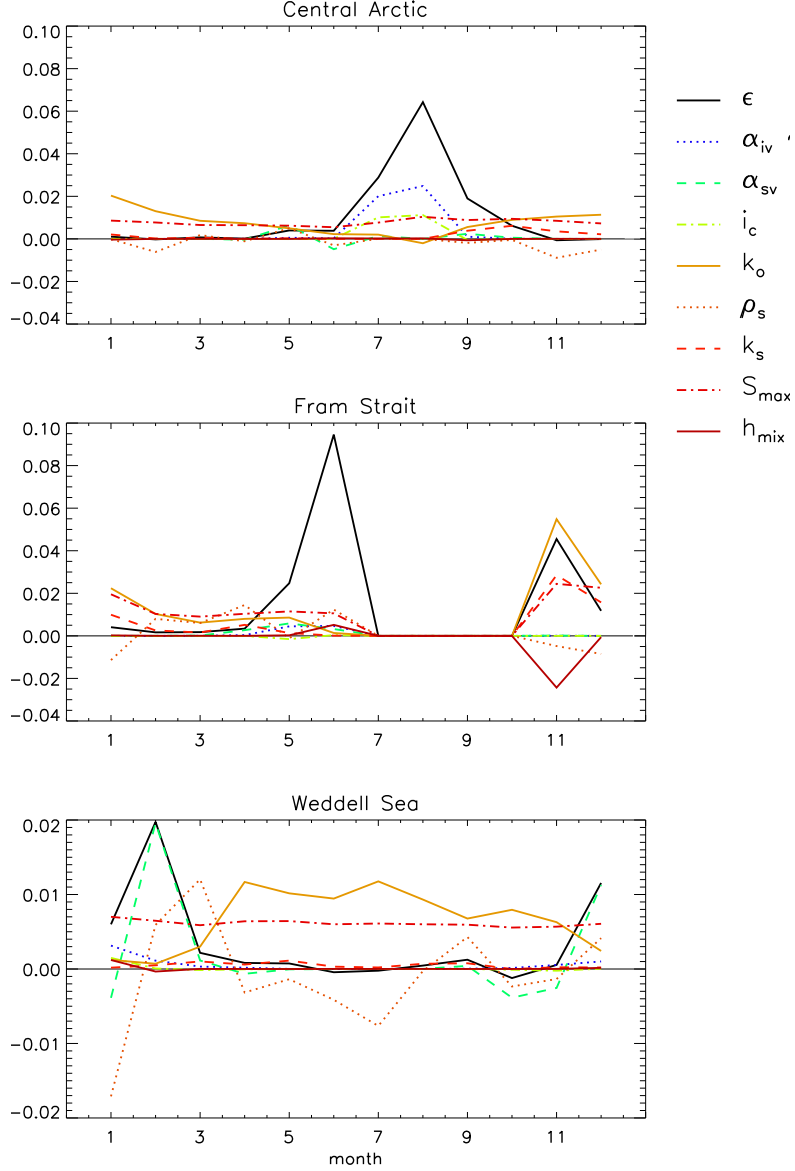 Central Arctic
0.10
0.08
0.06
0.04
0.02
0.00
−0.02
−0.04
1 3 5 7 9 11
ϵ
α_iv
α_sv
i_c
k_o
ρ_s
k_s
S_max
h_mix
Fram Strait
0.10
0.08
0.06
0.04
0.02
0.00
−0.02
−0.04
1 3 5 7 9 11
Weddell Sea
0.02
0.01
0.00
−0.01
−0.02
1 3 5 7 9 11
month